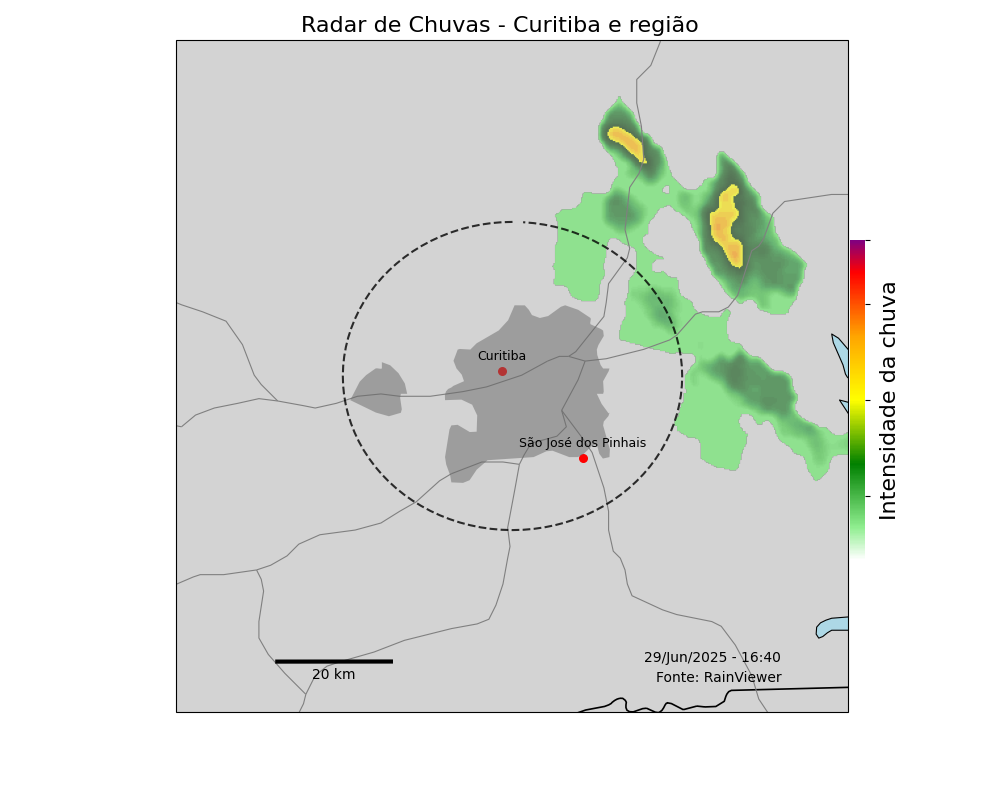 Radar de Chuvas - Curitiba e região
Curitiba
São José dos Pinhais
Intensidade da chuva
29/Jun/2025 - 16:40
Fonte: RainViewer
20 km